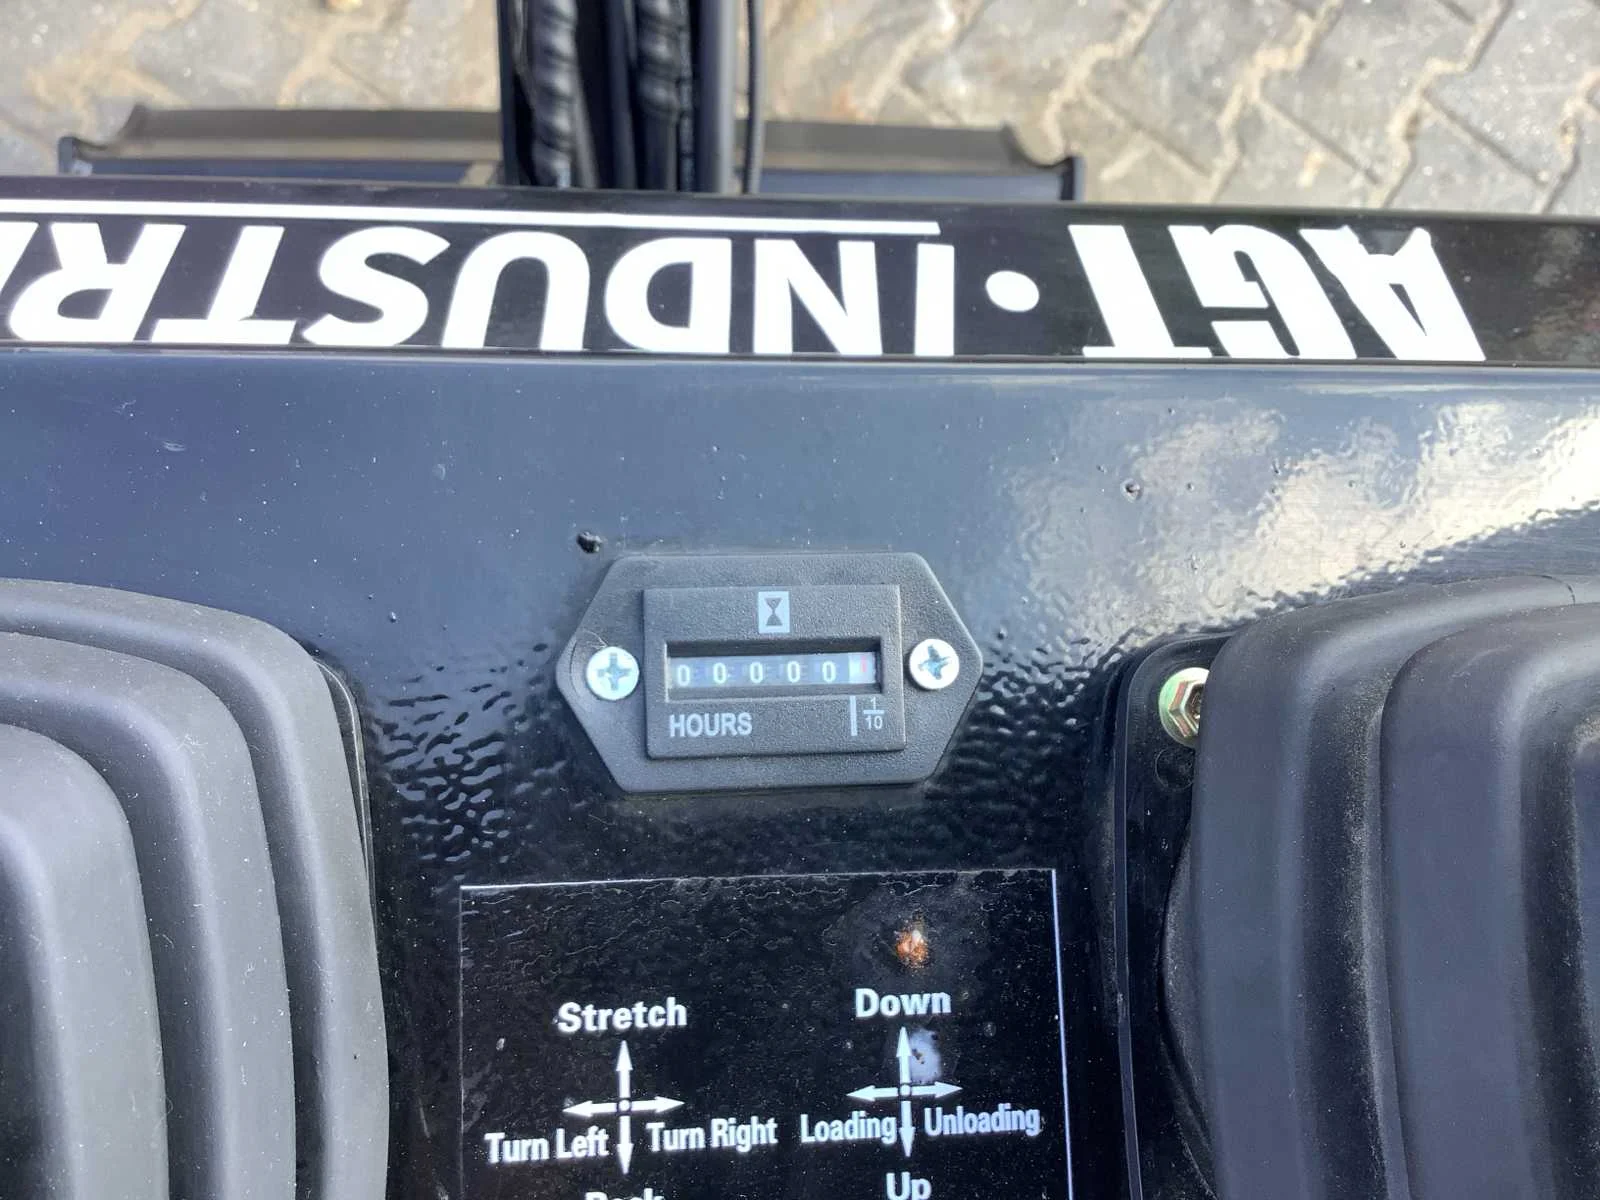 AGT · INDUSTR
00000
HOURS 1/10
Stretch
Down
Turn Left Turn Right
Loading Unloading
Up